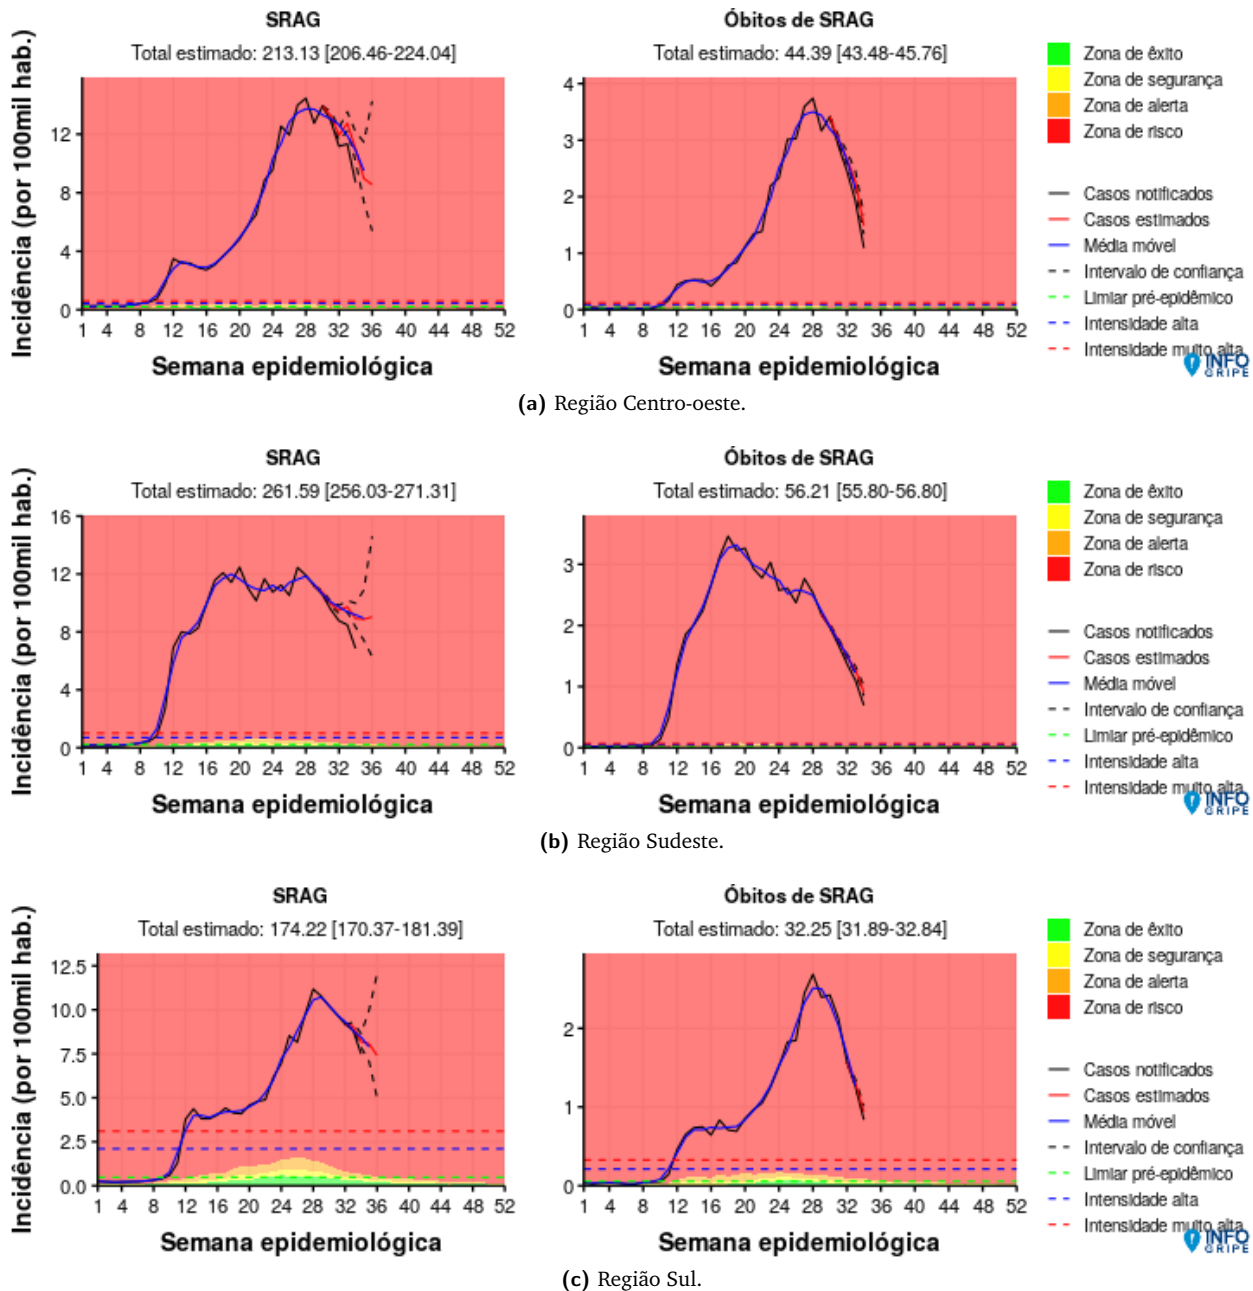 SRAG
Total estimado: 213.13 [206.46-224.04]
Incidência (por 100mil hab.)
12
8
4
0
1 4 8 12 16 20 24 28 32 36 40 44 48 52
Semana epidemiológica
Óbitos de SRAG
Total estimado: 44.39 [43.48-45.76]
4
3
2
1
0
1 4 8 12 16 20 24 28 32 36 40 44 48 52
Semana epidemiológica
Zona de êxito
Zona de segurança
Zona de alerta
Zona de risco
Casos notificados
Casos estimados
Média móvel
Intervalo de confiança
Limiar pré-epidêmico
Intensidade alta
Intensidade muito alta
INFO
GRIPE
(a) Região Centro-oeste.
SRAG
Total estimado: 261.59 [256.03-271.31]
Incidência (por 100mil hab.)
16
12
8
4
0
1 4 8 12 16 20 24 28 32 36 40 44 48 52
Semana epidemiológica
Óbitos de SRAG
Total estimado: 56.21 [55.80-56.80]
3
2
1
0
1 4 8 12 16 20 24 28 32 36 40 44 48 52
Semana epidemiológica
Zona de êxito
Zona de segurança
Zona de alerta
Zona de risco
Casos notificados
Casos estimados
Média móvel
Intervalo de confiança
Limiar pré-epidêmico
Intensidade alta
Intensidade muito alta
INFO
GRIPE
(b) Região Sudeste.
SRAG
Total estimado: 174.22 [170.37-181.39]
Incidência (por 100mil hab.)
12.5
10.0
7.5
5.0
2.5
0.0
1 4 8 12 16 20 24 28 32 36 40 44 48 52
Semana epidemiológica
Óbitos de SRAG
Total estimado: 32.25 [31.89-32.84]
2
1
0
1 4 8 12 16 20 24 28 32 36 40 44 48 52
Semana epidemiológica
Zona de êxito
Zona de segurança
Zona de alerta
Zona de risco
Casos notificados
Casos estimados
Média móvel
Intervalo de confiança
Limiar pré-epidêmico
Intensidade alta
Intensidade muito alta
INFO
GRIPE
(c) Região Sul.